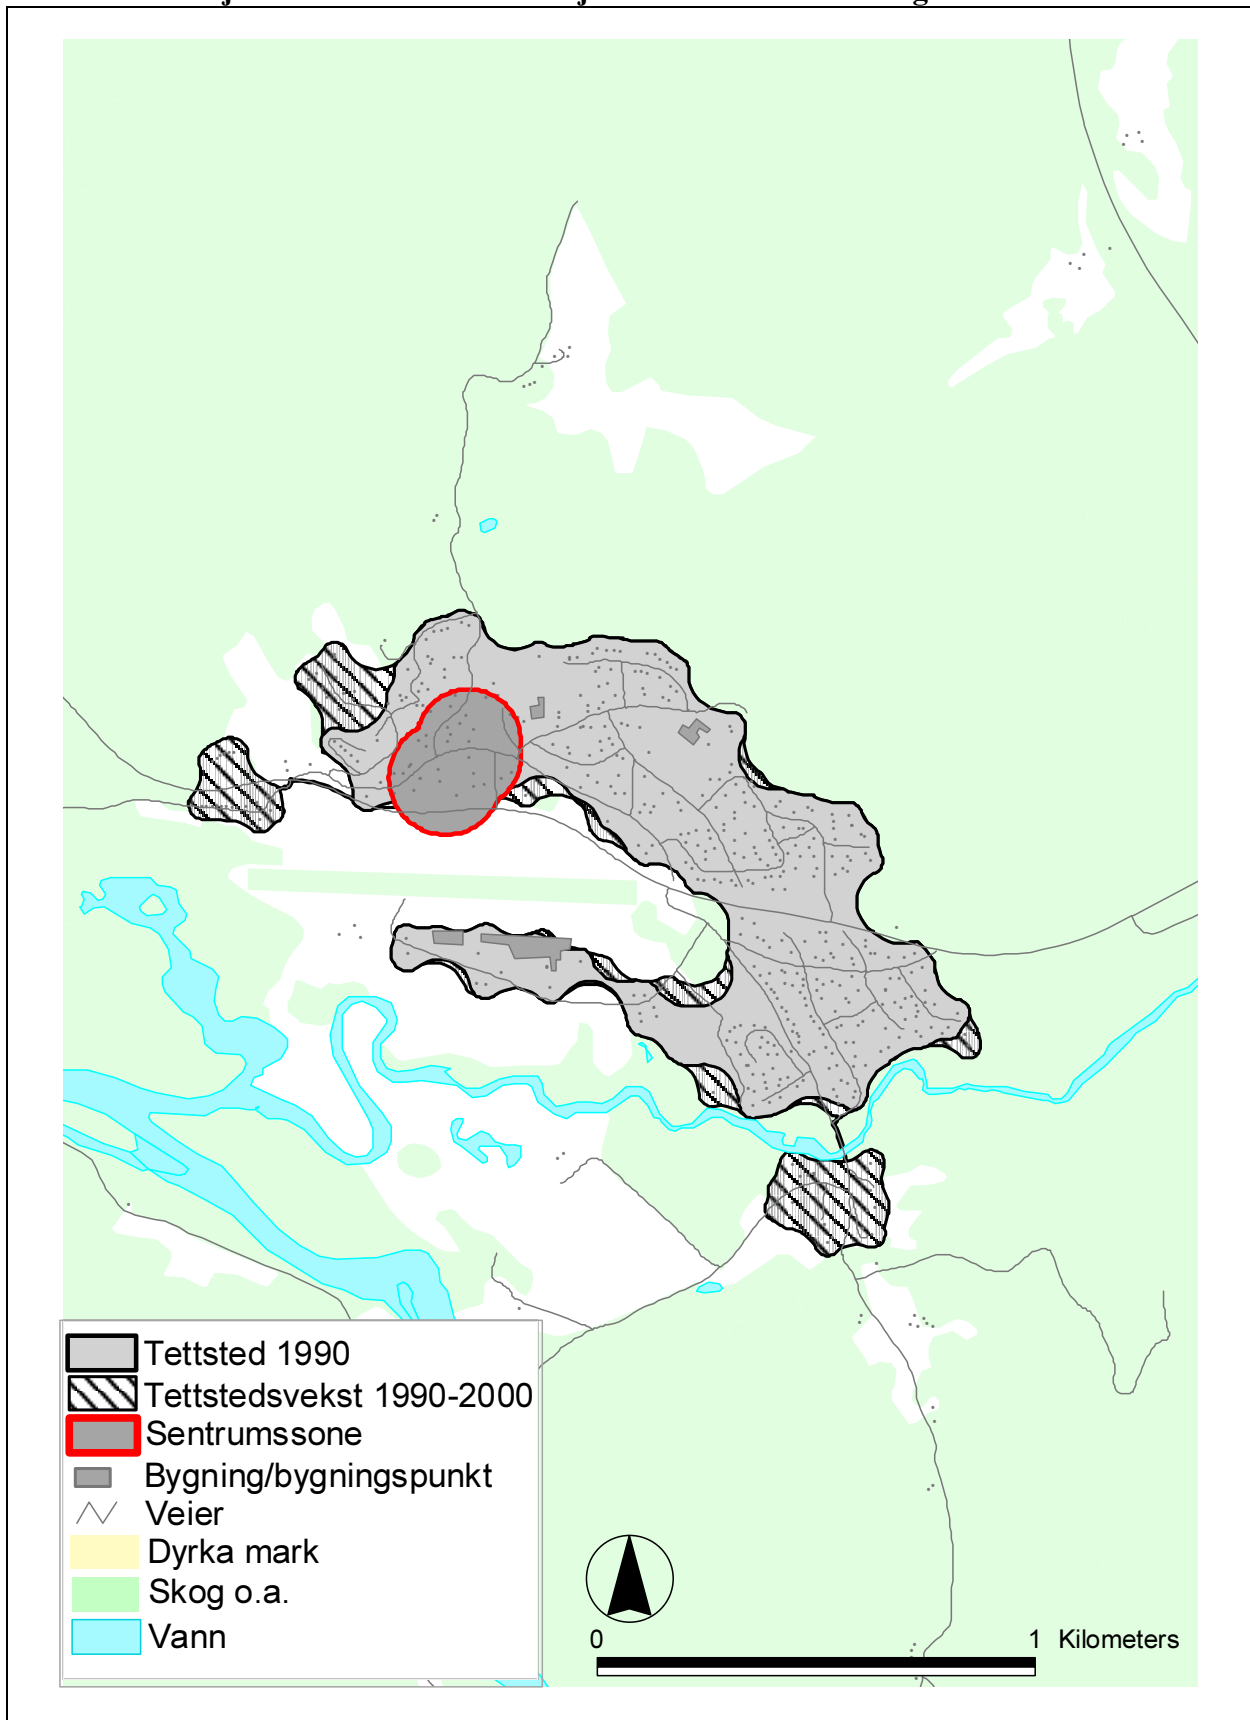 Tettsted 1990
Tettstedsvekst 1990-2000
Sentrumssone
Bygning/bygningspunkt
Veier
Dyrka mark
Skog o.a.
Vann
0 1 Kilometers